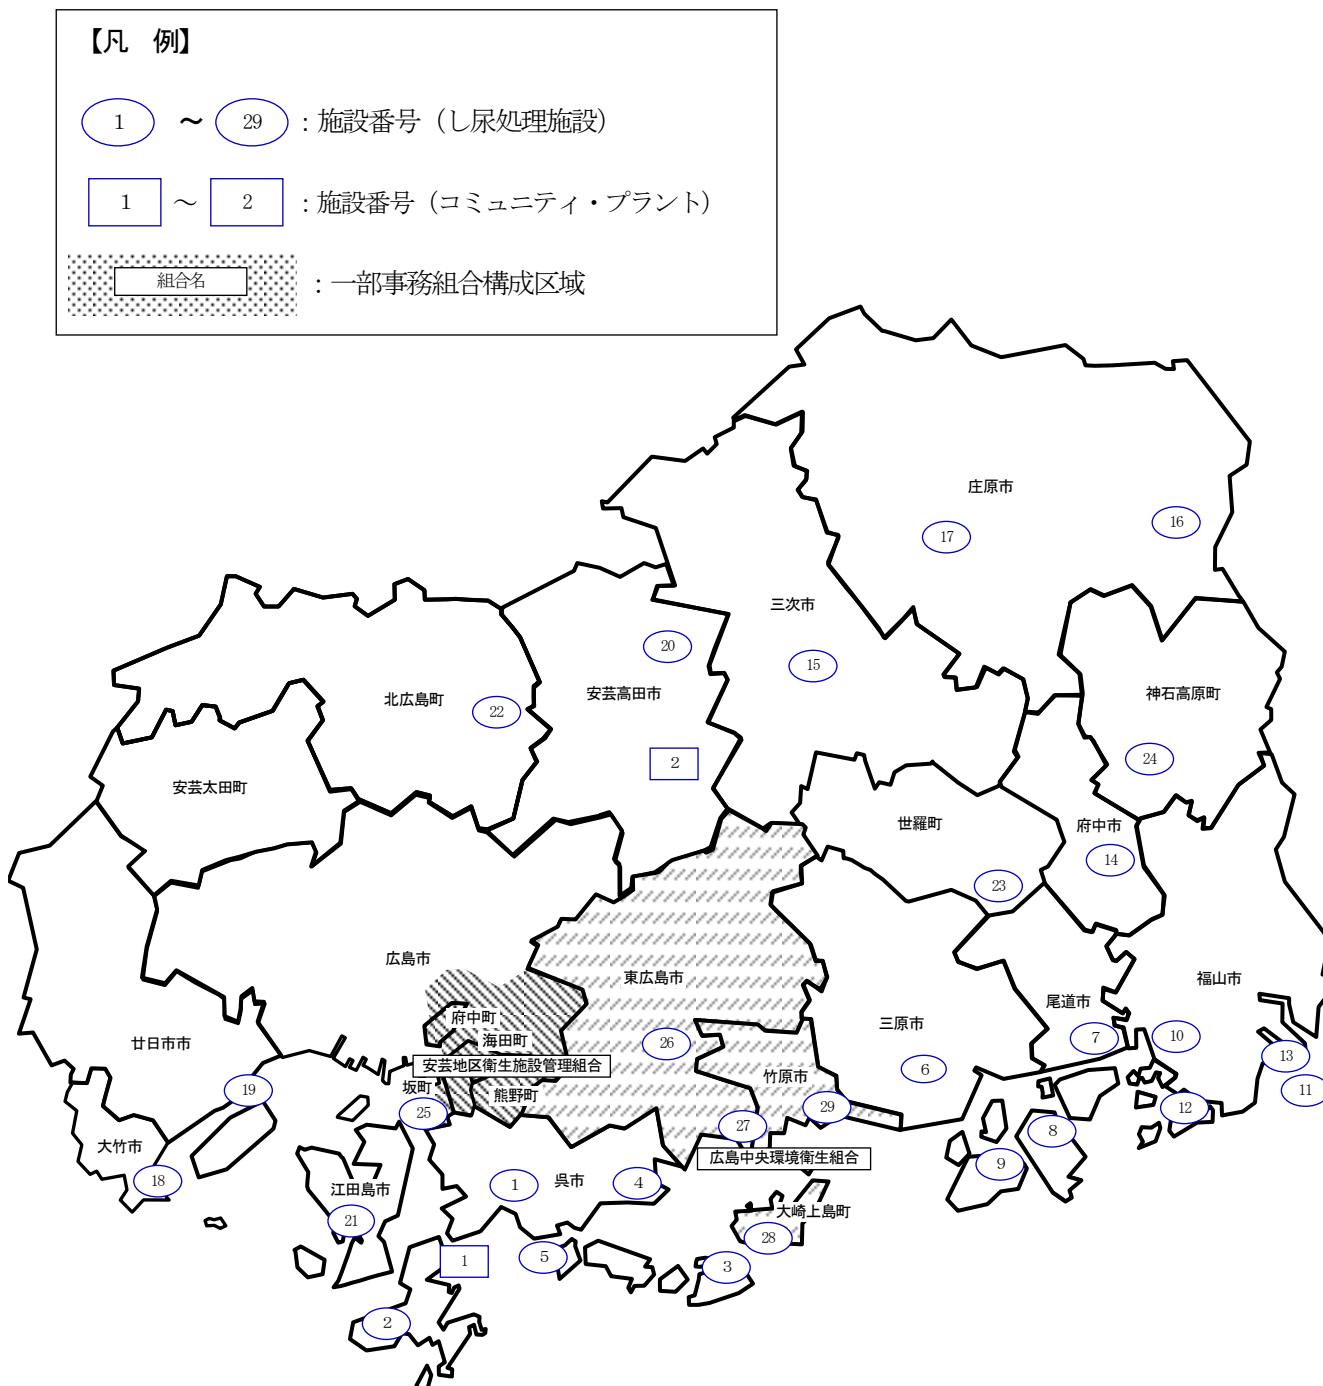 【凡　例】
1 ～ 29 ：施設番号（し尿処理施設）
1 ～ 2 ：施設番号（コミュニティ・プラント）
組合名 ：一部事務組合構成区域
庄原市
16
17
三次市
20
15
安芸高田市
神石高原町
北広島町
22
24
2
安芸太田町
世羅町
府中市
14
23
広島市
東広島市
福山市
尾道市
府中町
三原市
海田町
廿日市市
7
10
26
13
安芸地区衛生施設管理組合
6
竹原市
19
坂町
熊野町
11
25
29
12
27
8
大竹市
広島中央環境衛生組合
9
18
江田島市
1
呉市
4
大崎上島町
21
28
1
5
3
2